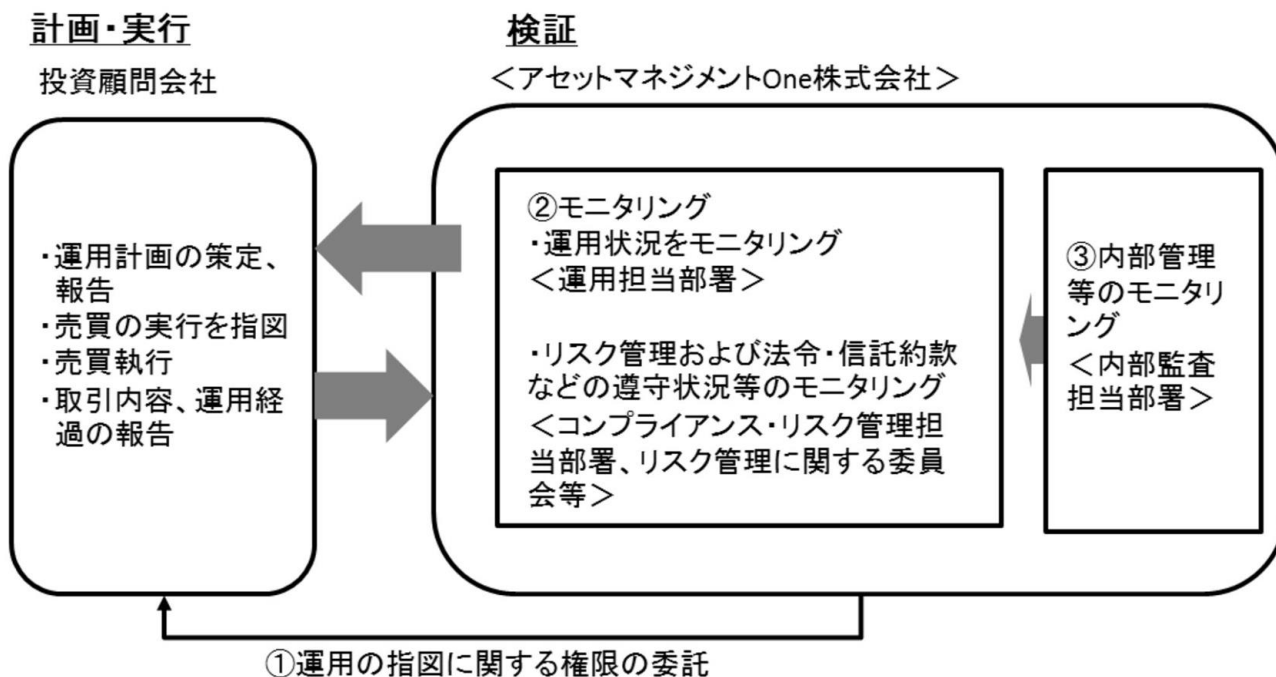 計画・実行
投資顧問会社
・運用計画の策定、
報告
・売買の実行を指図
・売買執行
・取引内容、運用経
過の報告
検証
＜アセットマネジメントOne株式会社＞
②モニタリング
・運用状況をモニタリング
＜運用担当部署＞
・リスク管理および法令・信託約款
などの遵守状況等のモニタリング
＜コンプライアンス・リスク管理担
当部署、リスク管理に関する委員
会等＞
③内部管理
等のモニタリ
ング
＜内部監査
担当部署＞
①運用の指図に関する権限の委託